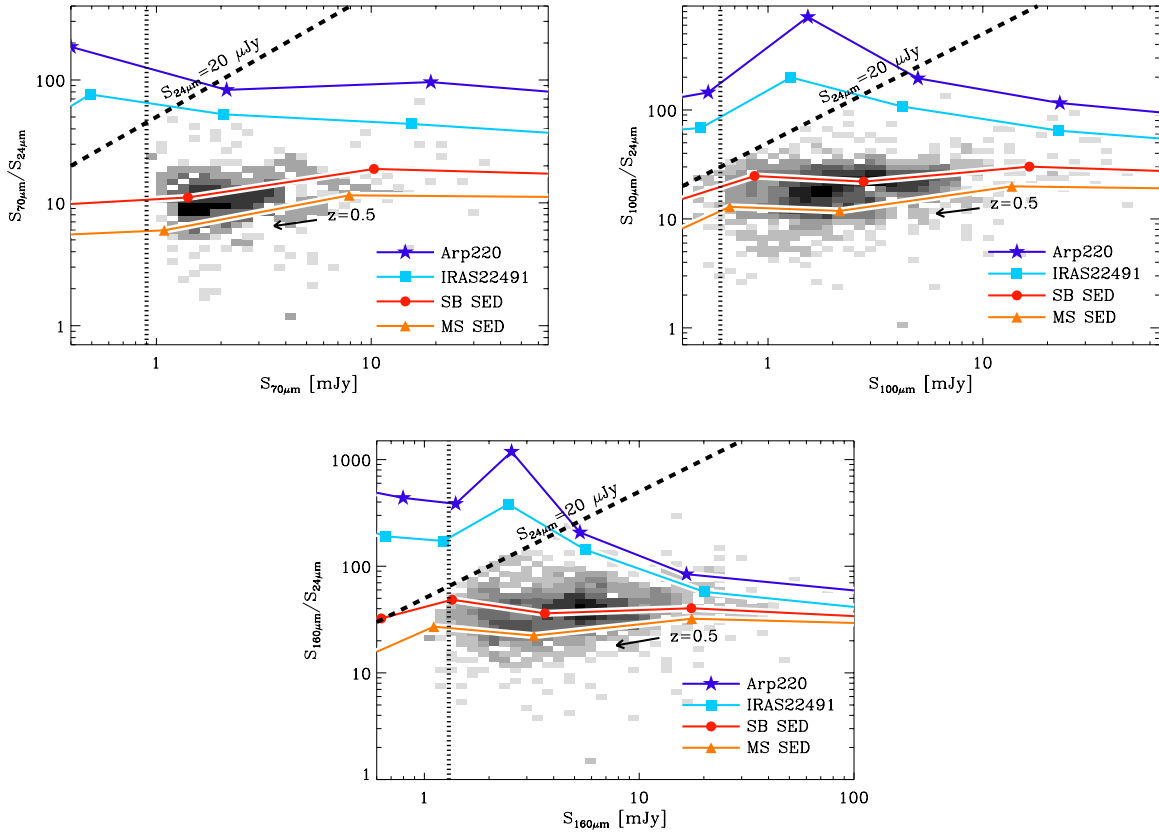 S70μm/S24μm
100
10
1
S24μm=20 μJy
z=0.5
Arp220
IRAS22491
SB SED
MS SED
1
10
S70μm [mJy]
S100μm/S24μm
100
10
1
S24μm=20 μJy
z=0.5
Arp220
IRAS22491
SB SED
MS SED
1
10
S100μm [mJy]
S160μm/S24μm
1000
100
10
1
S24μm=20 μJy
z=0.5
Arp220
IRAS22491
SB SED
MS SED
1
10
100
S160μm [mJy]